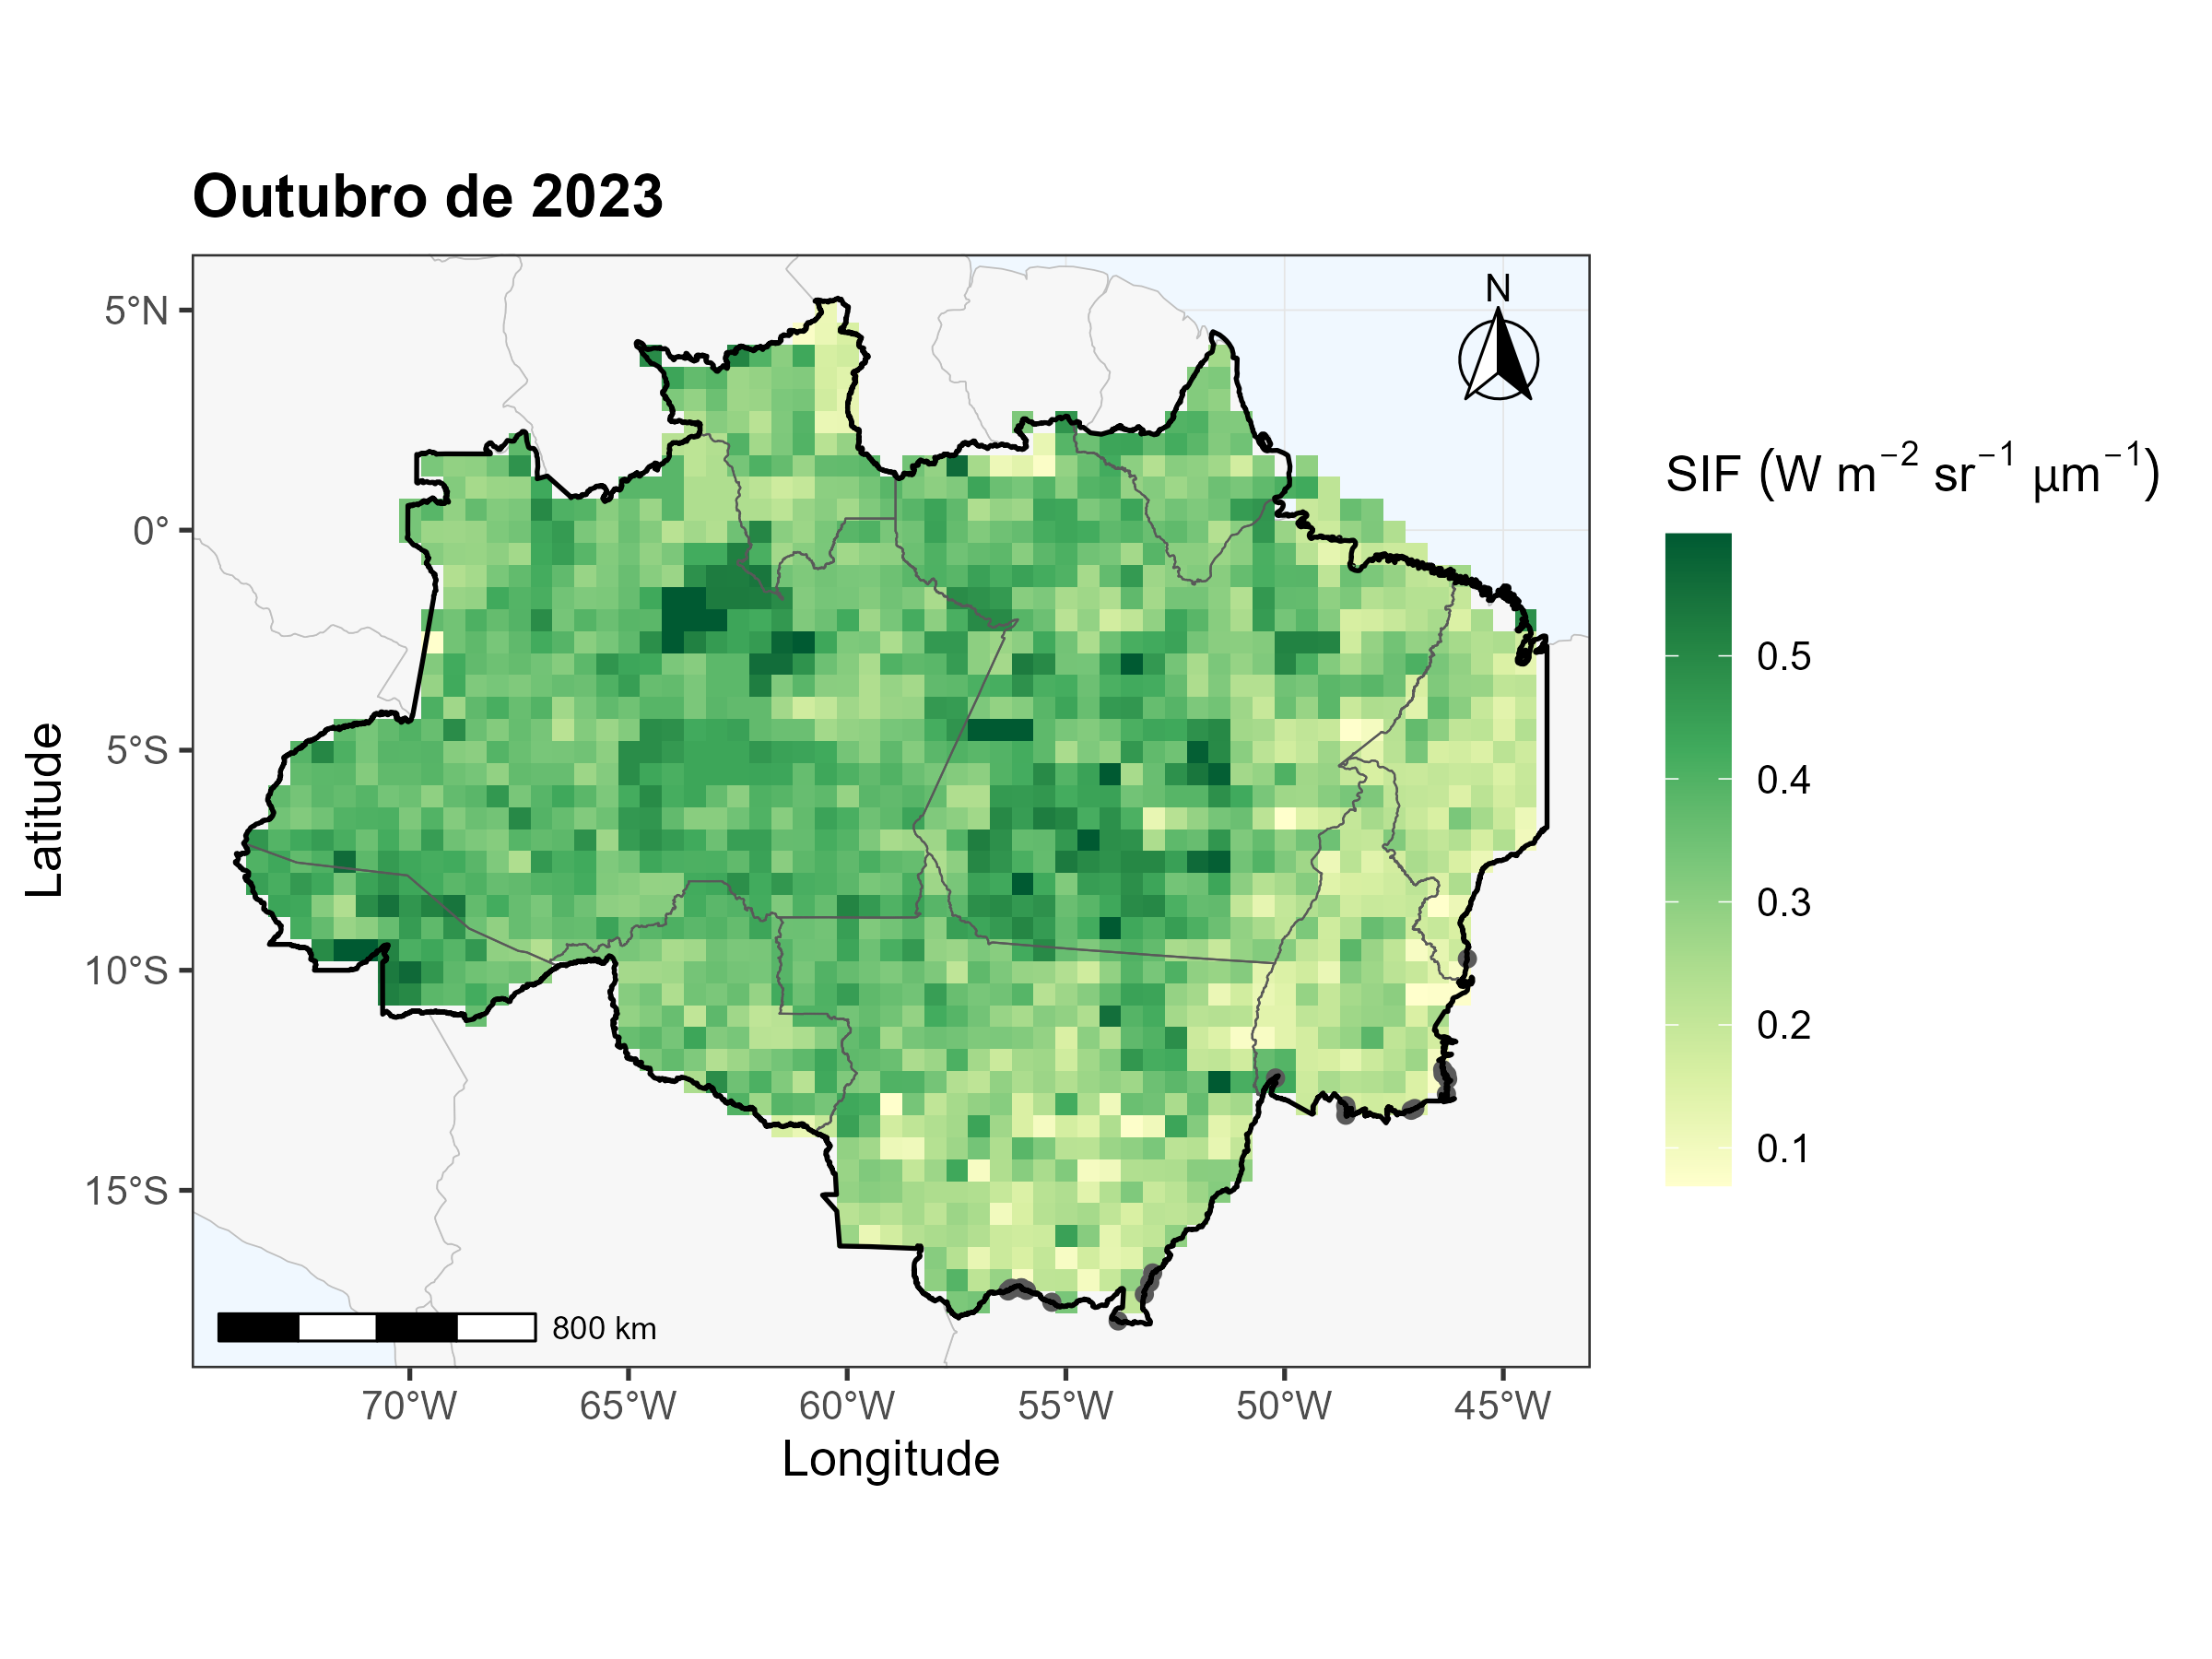 Outubro de 2023
N
5°N
0°
5°S
10°S
15°S
Latitude
800 km
70°W 65°W 60°W 55°W 50°W 45°W
Longitude
SIF (W m⁻² sr⁻¹ μm⁻¹)
0.5
0.4
0.3
0.2
0.1